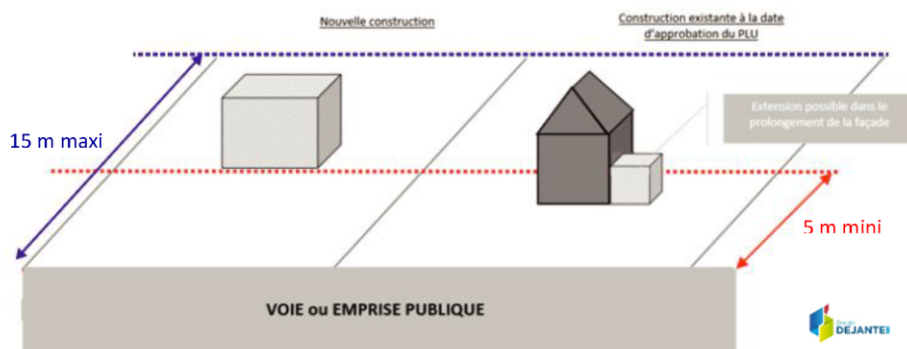 Nouvelle construction
Construction existante à la date
d'approbation du PLU
Extension possible dans le
prolongement de la façade
15 m maxi
5 m mini
VOIE ou EMPRISE PUBLIQUE
DEJANTE